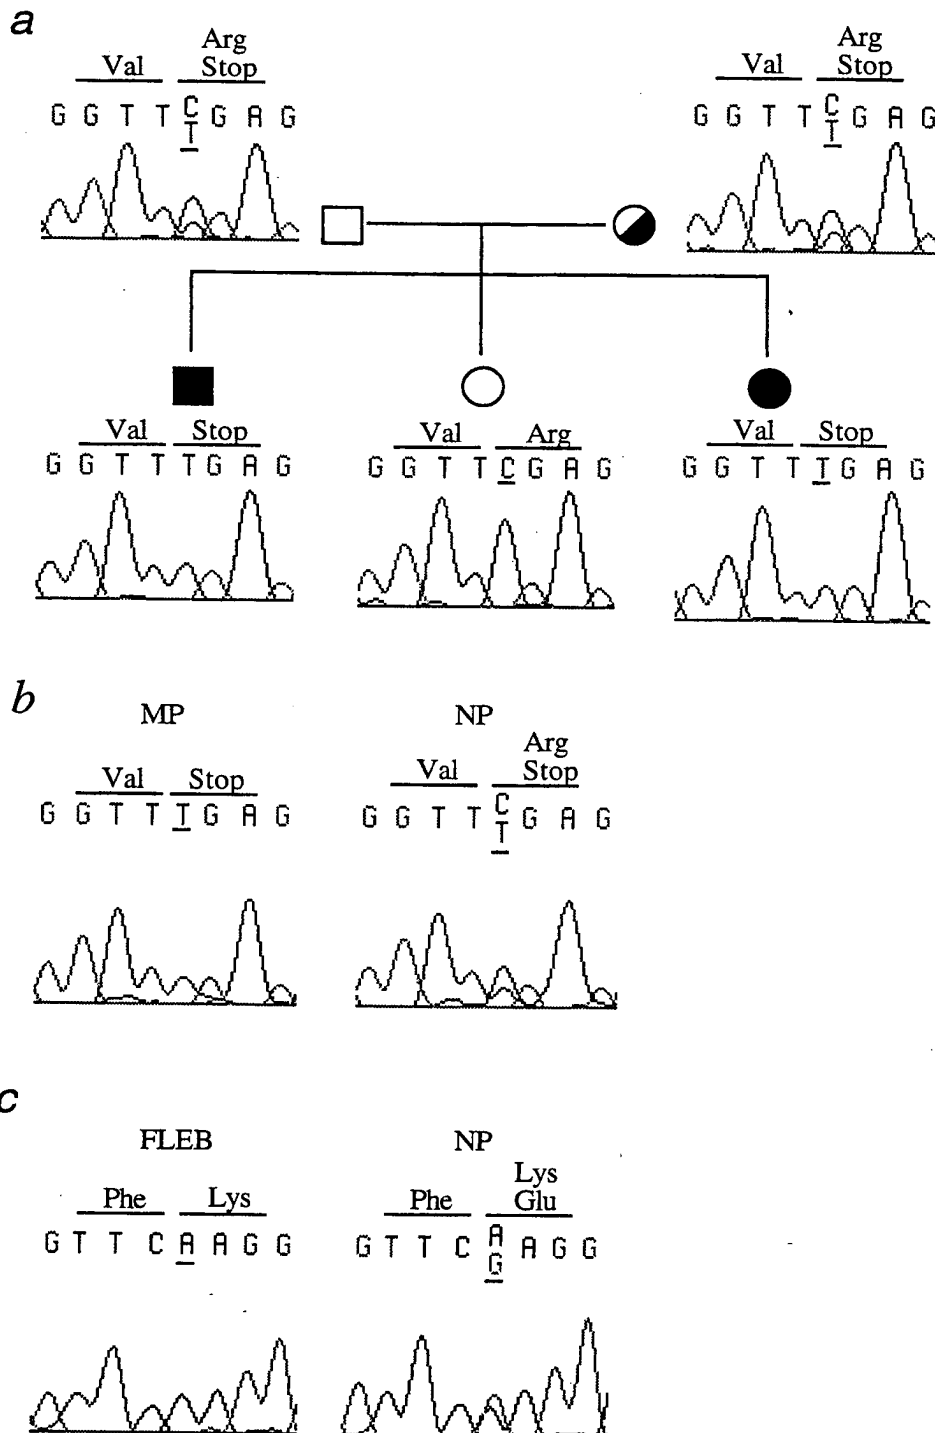 a
Arg
Val Stop
G G T T C G A G
T
Arg
Val Stop
G G T T C G A G
T
Val Stop
G G T T T G A G
Val Arg
G G T T C G A G
Val Stop
G G T T T G A G
b
MP
Val Stop
G G T T T G A G
NP
Arg
Val Stop
G G T T C G A G
T
c
FLEB
Phe Lys
G T T C A A G G
NP
Lys
Phe Glu
G T T C A A G G
G